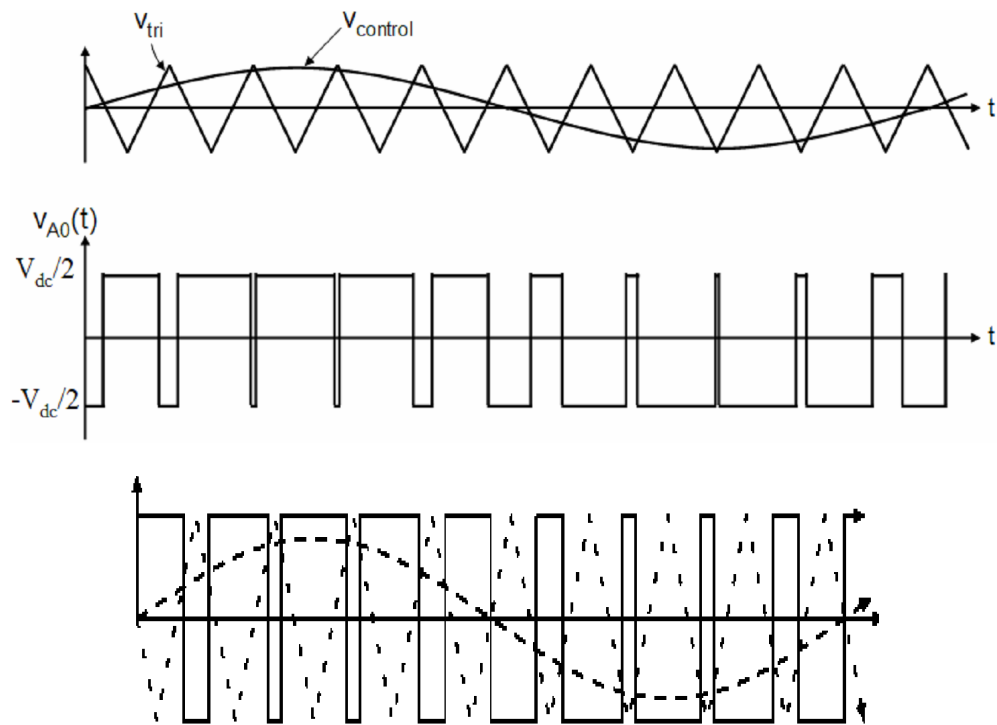 v_tri
v_control
t
v_A0(t)
V_dc/2
t
-V_dc/2